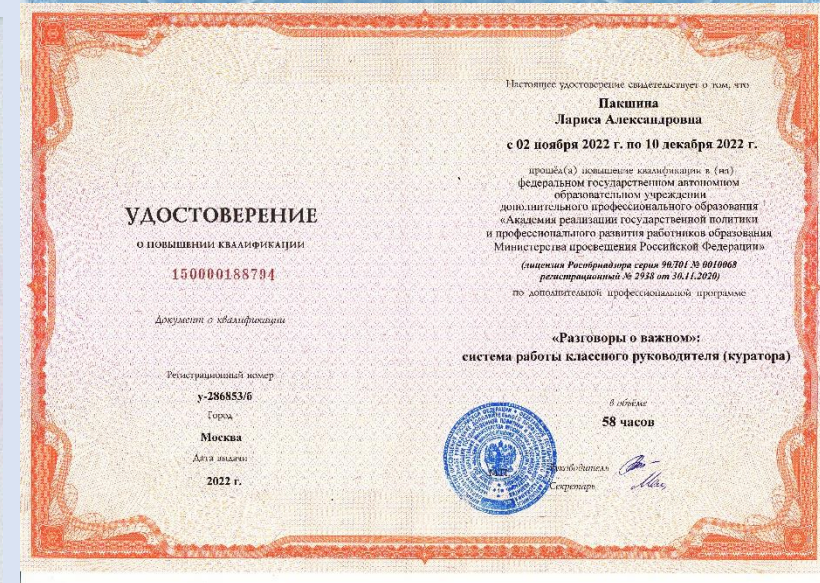 УДОСТОВЕРЕНИЕ
О ПОВЫШЕНИИ КВАЛИФИКАЦИИ
150000188794
Документ о квалификации
Регистрационный номер
у-286853/б
Город
Москва
Дата выдачи
2022 г.
Настоящее удостоверение свидетельствует о том, что
Пакшина
Лариса Александровна
с 02 ноября 2022 г. по 10 декабря 2022 г.
прошёл(а) повышение квалификации в (на)
федеральном государственном автономном
образовательном учреждении
дополнительного профессионального образования
«Академия реализации государственной политики
и профессионального развития работников образования
Министерства просвещения Российской Федерации»
(лицензия Рособрнадзора серия 90Л01 № 0010068
регистрационный № 2938 от 30.11.2020)
по дополнительной профессиональной программе
«Разговоры о важном»:
система работы классного руководителя (куратора)
в объёме
58 часов
Руководитель
Секретарь